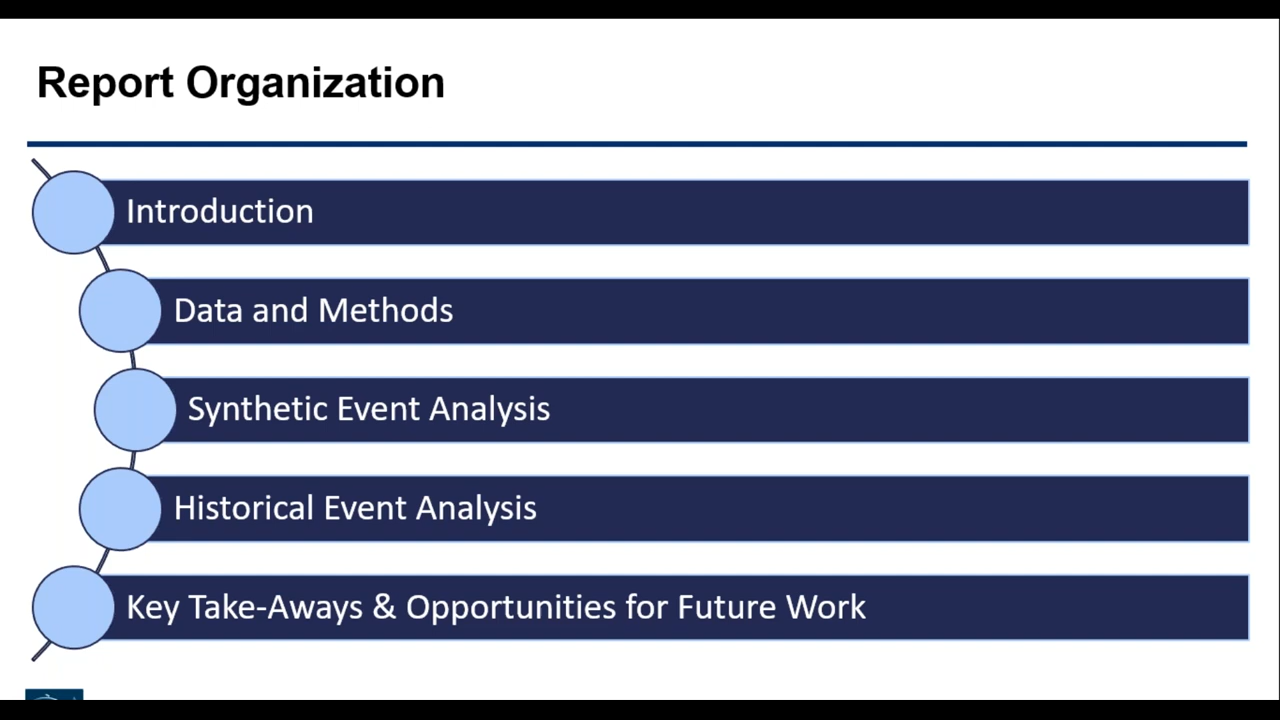 Report Organization
Introduction
Data and Methods
Synthetic Event Analysis
Historical Event Analysis
Key Take-Aways & Opportunities for Future Work